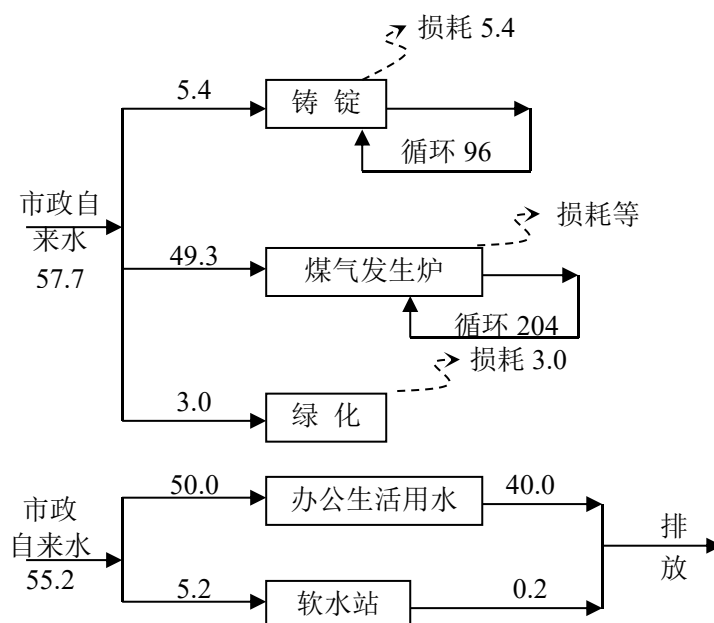 损耗 5.4
5.4
铸 锭
循环 96
市政自
来水
57.7
49.3
损耗等
煤气发生炉
循环 204
损耗 3.0
3.0
绿 化
50.0
办公生活用水
40.0
市政
自来水
55.2
排
放
5.2
软水站
0.2